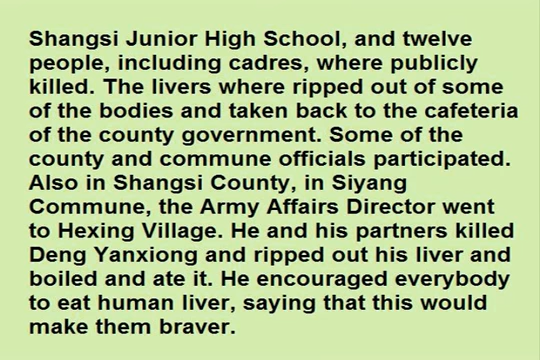 Shangsi Junior High School, and twelve
people, including cadres, where publicly
killed. The livers where ripped out of some
of the bodies and taken back to the cafeteria
of the county government. Some of the
county and commune officials participated.
Also in Shangsi County, in Siyang
Commune, the Army Affairs Director went
to Hexing Village. He and his partners killed
Deng Yanxiong and ripped out his liver and
boiled and ate it. He encouraged everybody
to eat human liver, saying that this would
make them braver.